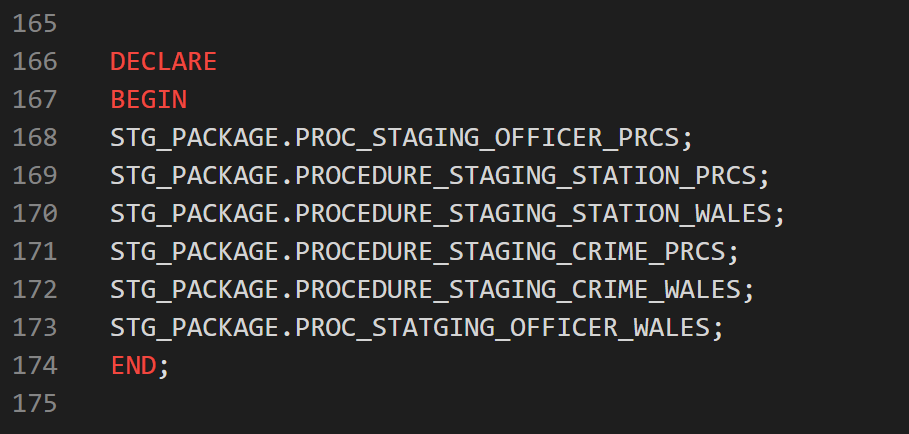 165
166 DECLARE
167 BEGIN
168 STG_PACKAGE.PROC_STAGING_OFFICER_PRCS;
169 STG_PACKAGE.PROCEDURE_STAGING_STATION_PRCS;
170 STG_PACKAGE.PROCEDURE_STAGING_STATION_WALES;
171 STG_PACKAGE.PROCEDURE_STAGING_CRIME_PRCS;
172 STG_PACKAGE.PROCEDURE_STAGING_CRIME_WALES;
173 STG_PACKAGE.PROC_STATGING_OFFICER_WALES;
174 END;
175